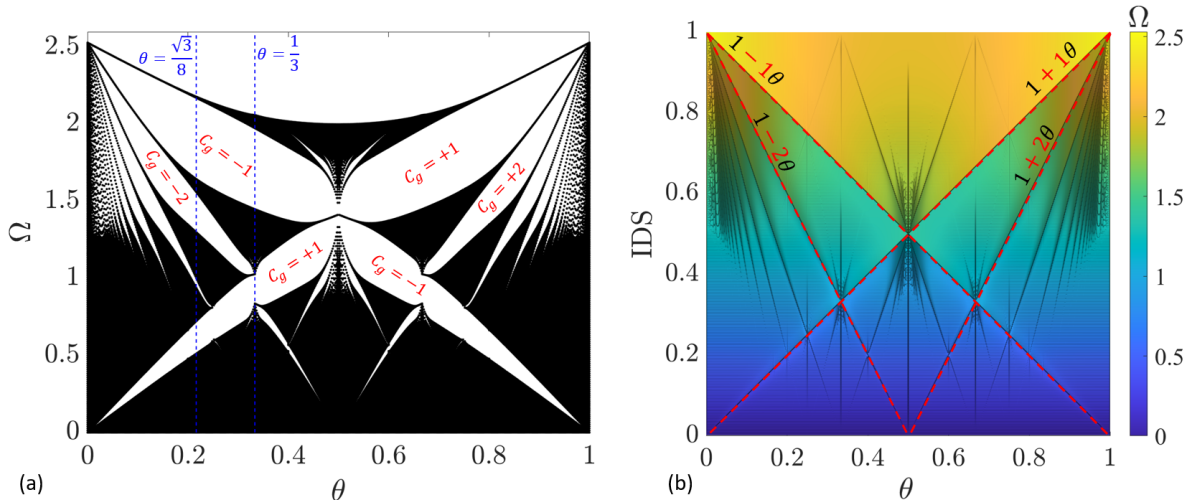 2.5
2
1.5
1
0.5
0
Ω
θ = √3/8
θ = 1/3
C_g = -2
C_g = -1
C_g = +1
C_g = +2
C_g = +1
C_g = -1
0 0.2 0.4 0.6 0.8 1
θ
(a)
1
0.8
0.6
0.4
0.2
0
IDS
1 - 1θ
1 - 2θ
1 + 1θ
1 + 2θ
0 0.2 0.4 0.6 0.8 1
θ
(b)
Ω
2.5
2
1.5
1
0.5
0